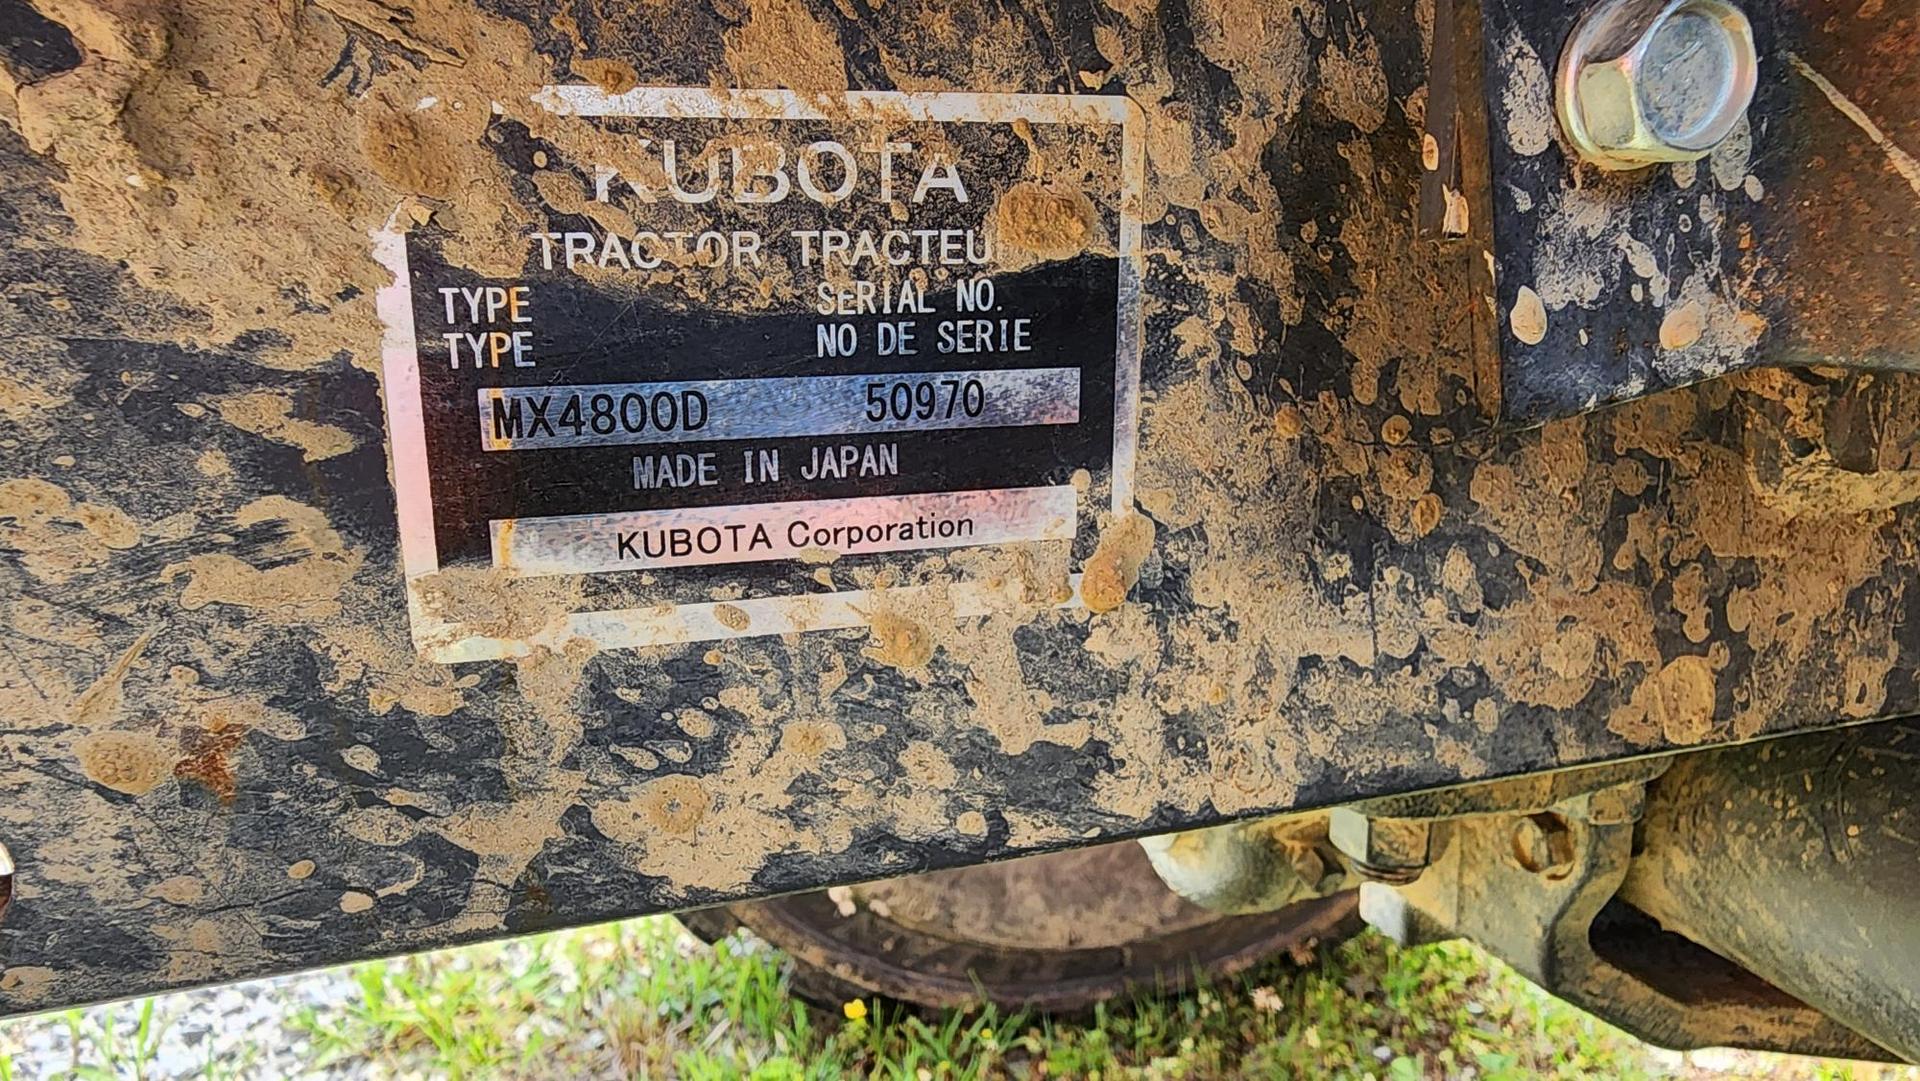 KUBOTA
TRACTOR TRACTEU
TYPE SERIAL NO.
TYPE NO DE SERIE
MX4800D 50970
MADE IN JAPAN
KUBOTA Corporation